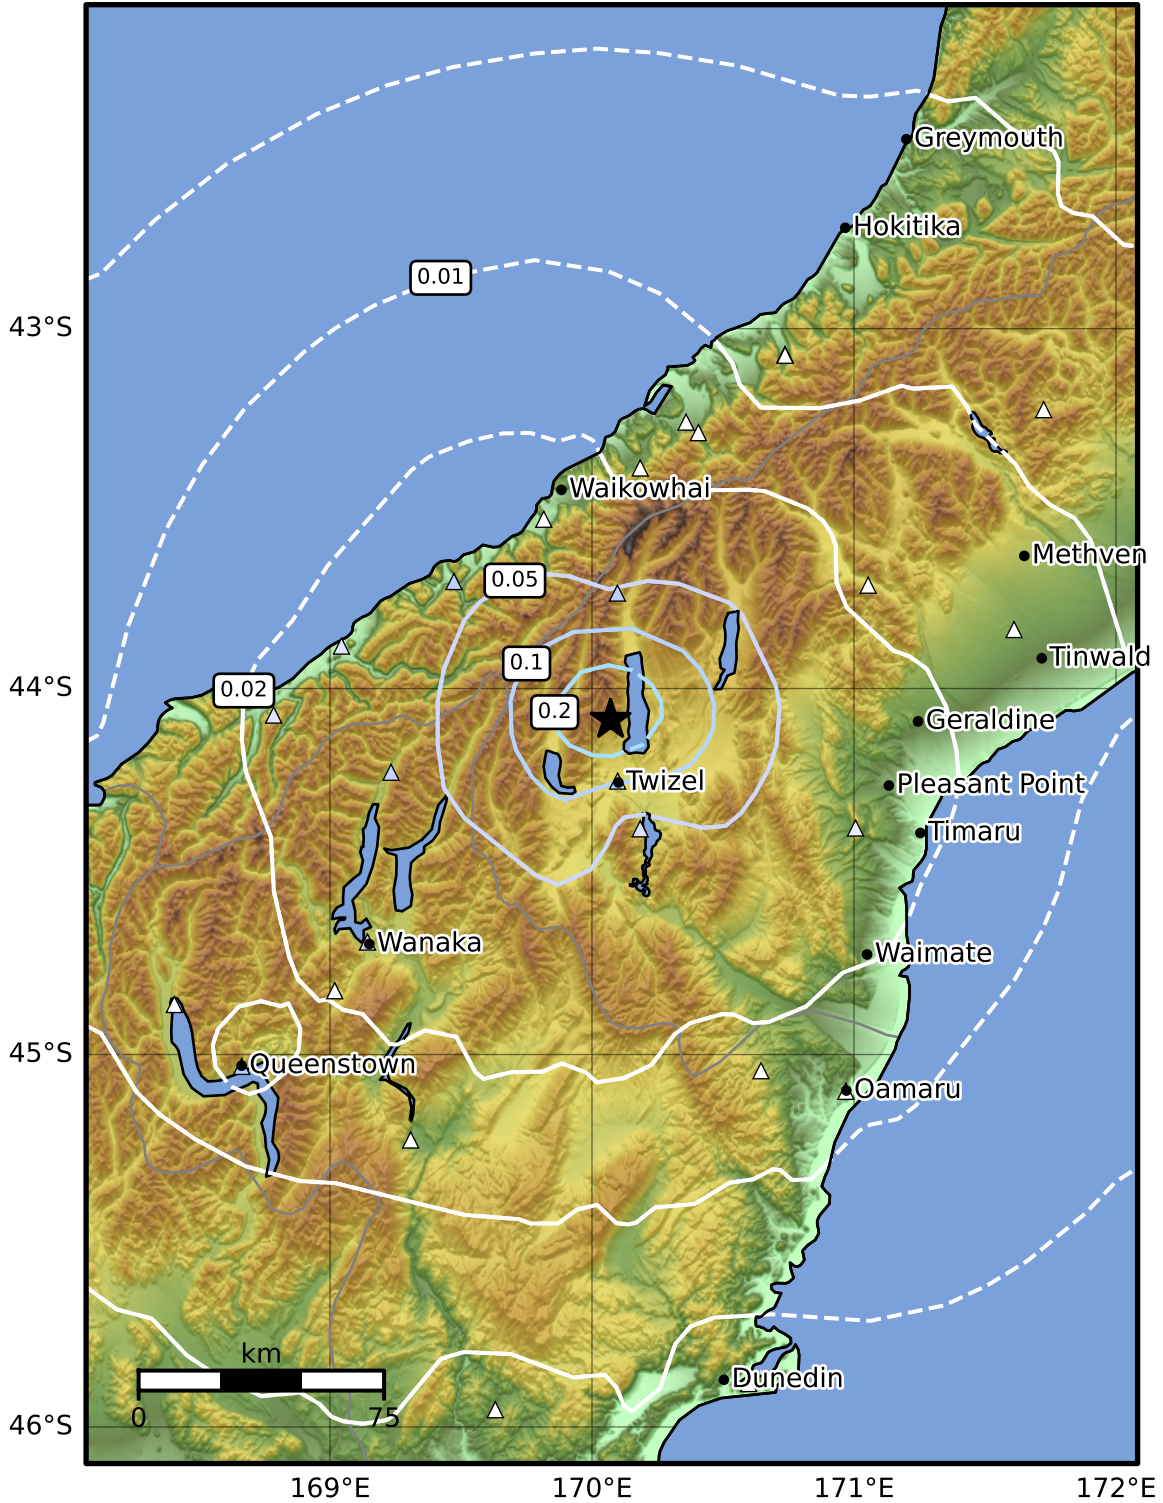 Greymouth
Hokitika
0.01
43°S
Waikowhai
Methven
0.05
Tinwald
0.1
44°S
0.02
0.2
Geraldine
Twizel
Pleasant Point
Timaru
Wanaka
Waimate
45°S
Queenstown
Oamaru
km
Dunedin
0
75
46°S
169°E
170°E
171°E
172°E